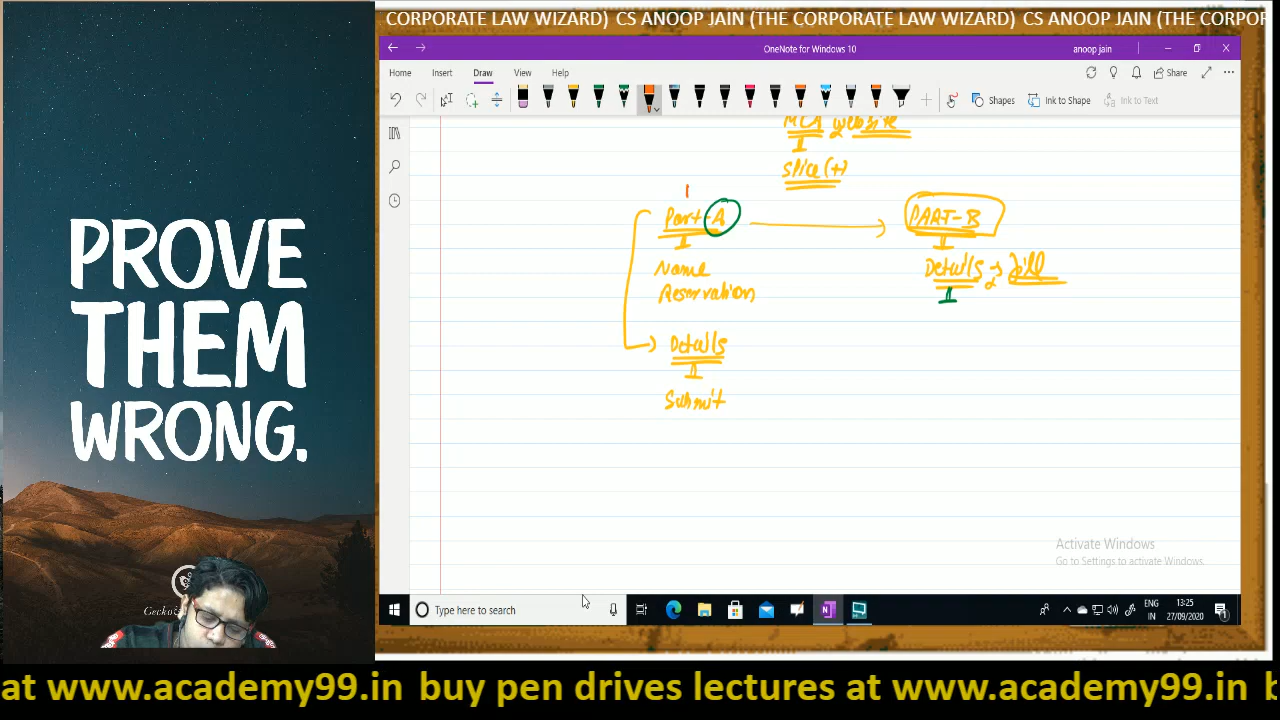 CORPORATE LAW WIZARD) CS ANOOP JAIN (THE CORPORATE LAW WIZARD) CS ANOOP JAIN (THE CORPOR
OneNote for Windows 10
anoop jain
Home Insert Draw View Help
Share
Shapes Ink to Shape Ink to Text
MCA website
Spice (+)
Part-A
PART-B
Name
Reservation
Details
Details
Submit
PROVE
THEM
WRONG.
Activate Windows
Go to Settings to activate Windows.
Type here to search
ENG
IN
13:25
27/09/2020
1
at www.academy99.in buy pen drives lectures at www.academy99.in b